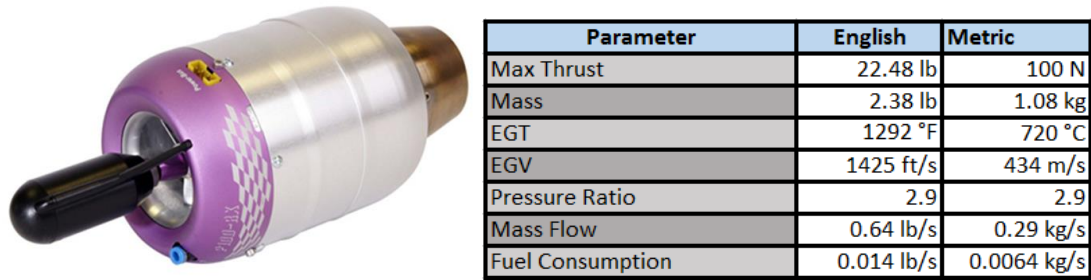 Parameter English Metric
Max Thrust 22.48 lb 100 N
Mass 2.38 lb 1.08 kg
EGT 1292 °F 720 °C
EGV 1425 ft/s 434 m/s
Pressure Ratio 2.9 2.9
Mass Flow 0.64 lb/s 0.29 kg/s
Fuel Consumption 0.014 lb/s 0.0064 kg/s
P100-RX